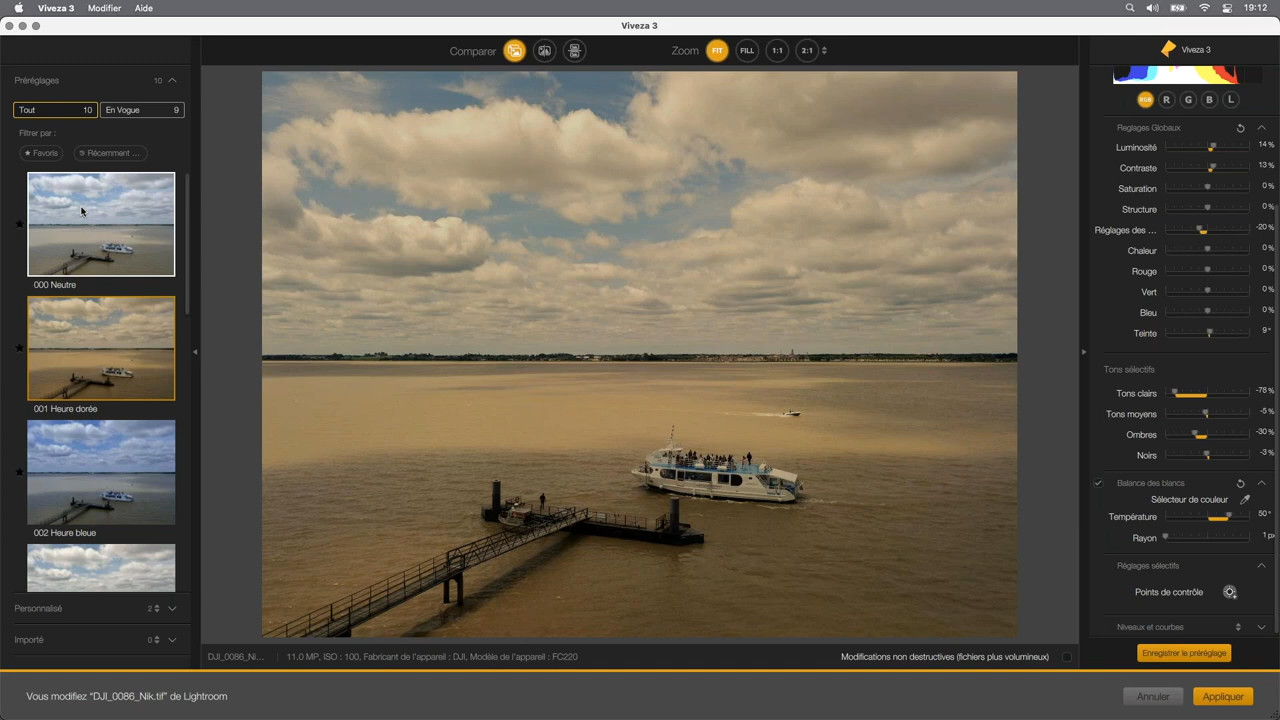 Viveza 3 Modifier Aide 19:12
Viveza 3
Comparer Zoom FIT FILL 1:1 2:1
Viveza 3
RGB R G B L
Préréglages 10
Tout 10 En Vogue 9
Filtrer par :
★ Favoris Récemment ...
000 Neutre
001 Heure dorée
002 Heure bleue
Personnalisé 2
Importé 0
Reglages Globaux
Luminosité 14 %
Contraste 13 %
Saturation 0 %
Structure 0 %
Réglages des ... -20 %
Chaleur 0 %
Rouge 0 %
Vert 0 %
Bleu 0 %
Teinte 9°
Tons sélectifs
Tons clairs -78 %
Tons moyens -5 %
Ombres -30 %
Noirs -3 %
Balance des blancs
Sélecteur de couleur
Température 50°
Rayon 1 px
Réglages sélectifs
Points de contrôle
Niveaux et courbes
Enregistrer le préréglage
DJI_0086_Ni... 11.0 MP, ISO : 100, Fabricant de l'appareil : DJI, Modèle de l'appareil : FC220 Modifications non destructives (fichiers plus volumineux)
Vous modifiez “DJI_0086_Nik.tif” de Lightroom Annuler Appliquer